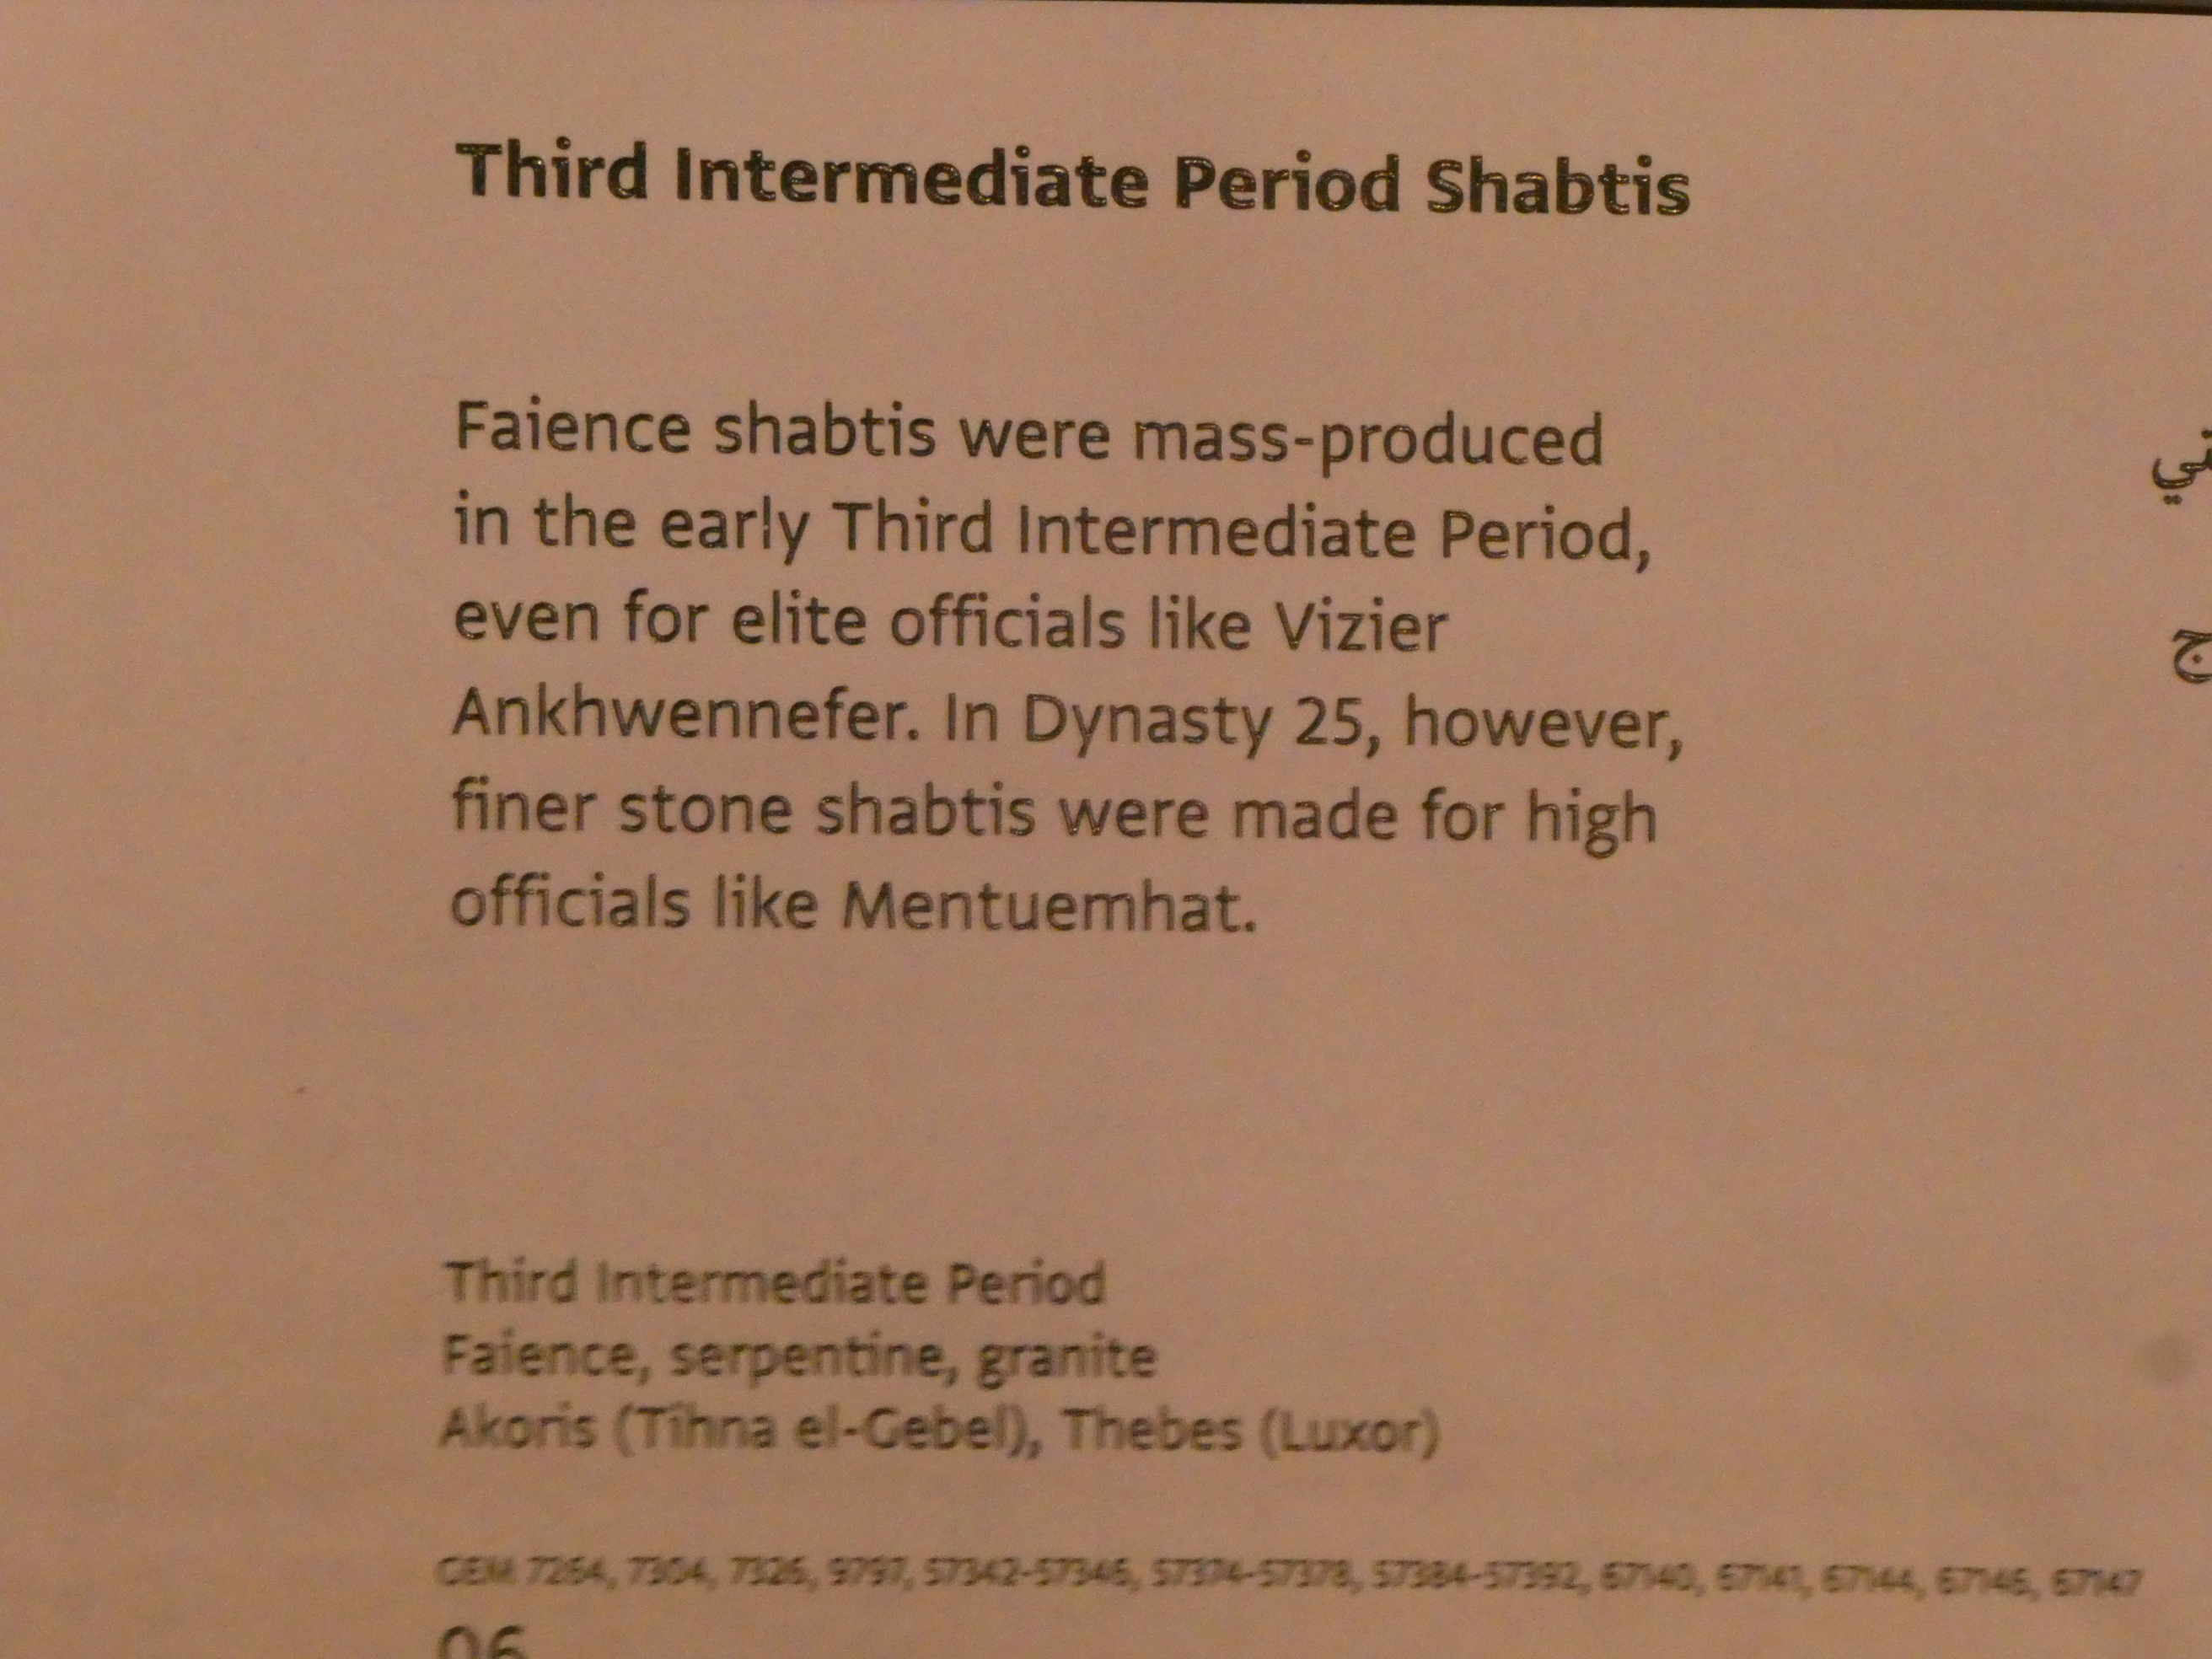 Third Intermediate Period Shabtis
Faience shabtis were mass-produced
in the early Third Intermediate Period,
even for elite officials like Vizier
Ankhwennefer. In Dynasty 25, however,
finer stone shabtis were made for high
officials like Mentuemhat.
Third Intermediate Period
Faience, serpentine, granite
Akoris (Tihna el-Gebel), Thebes (Luxor)
GEM 7264, 7304, 7326, 9797, 57342-57346, 57374-57378, 57384-57392, 67140, 67141, 67144, 67146, 67147
06